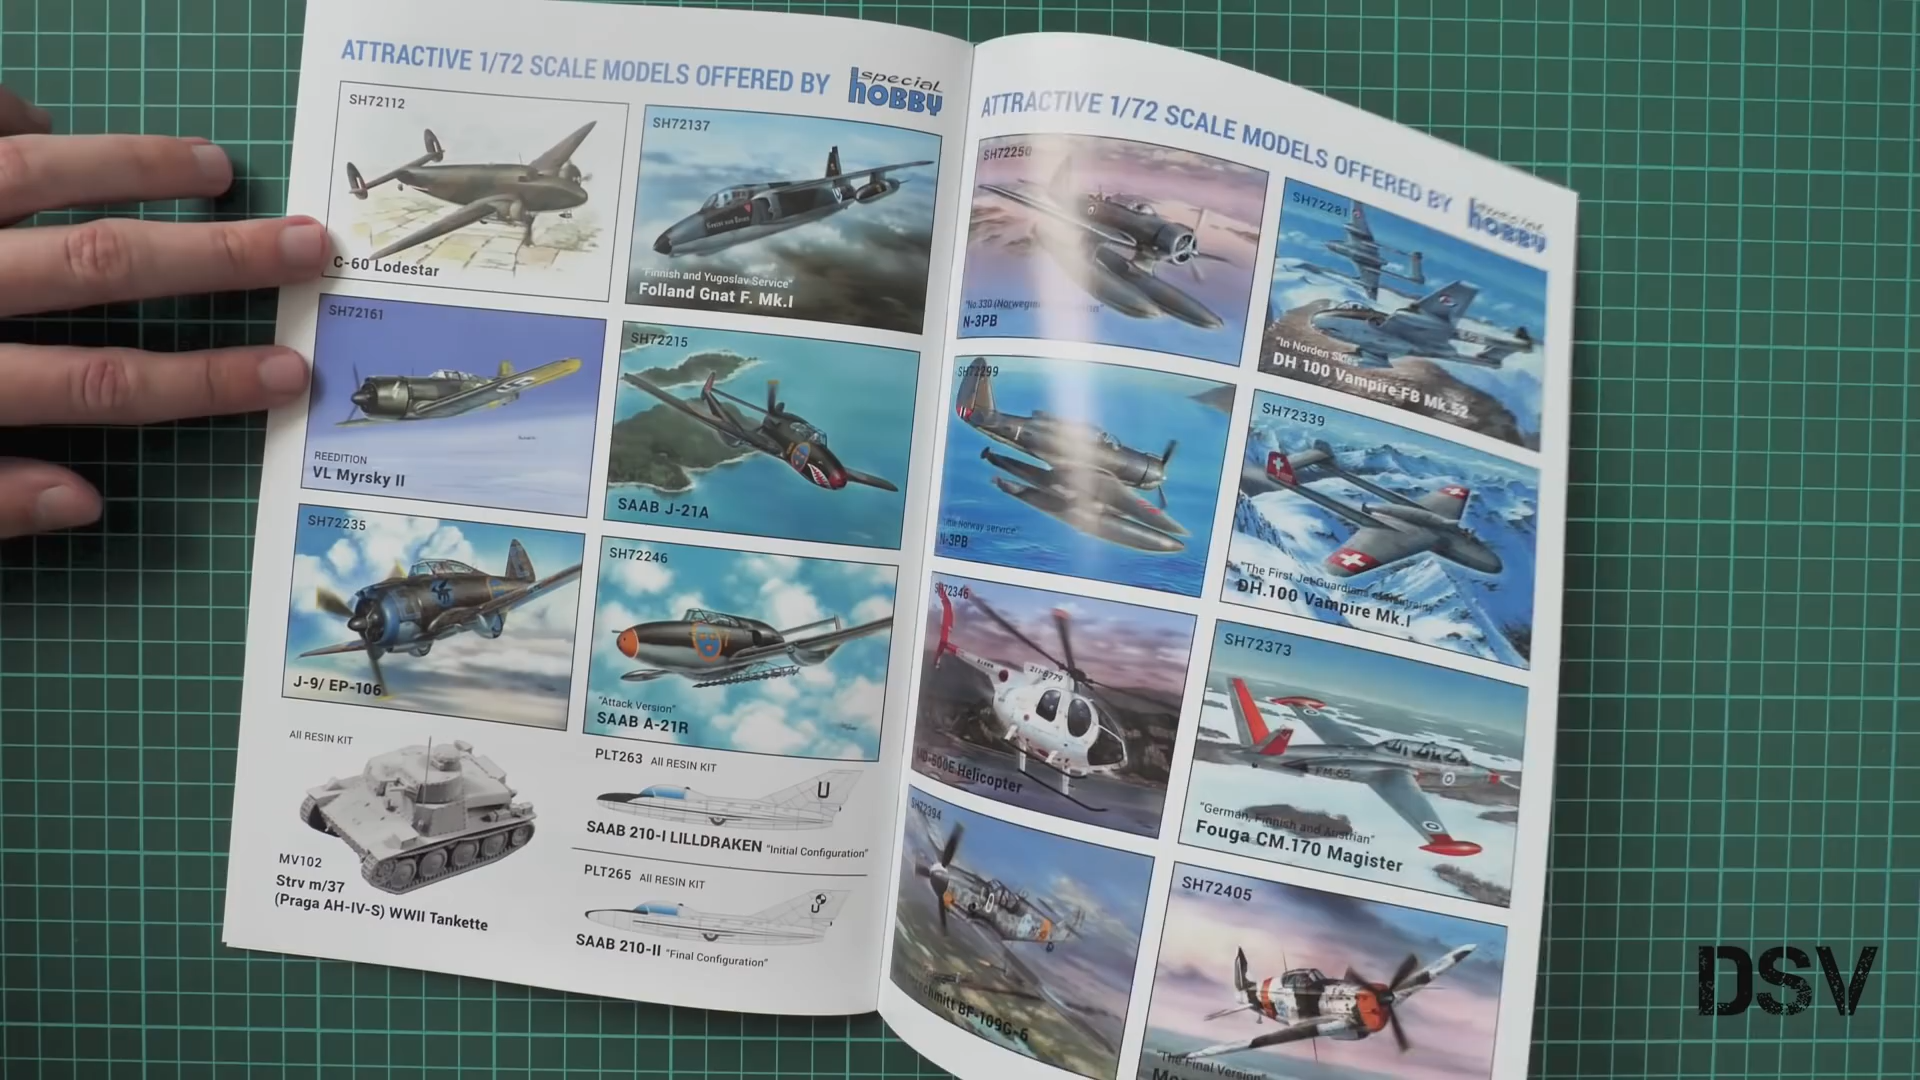 ATTRACTIVE 1/72 SCALE MODELS OFFERED BY special HOBBY
SH72112
C-60 Lodestar
SH72137
"Finnish and Yugoslav Service"
Folland Gnat F. Mk.I
SH72161
REEDITION
VL Myrsky II
SH72215
SAAB J-21A
SH72235
J-9/ EP-106
SH72246
"Attack Version"
SAAB A-21R
All RESIN KIT
MV102
Strv m/37
(Praga AH-IV-S) WWII Tankette
PLT263 All RESIN KIT
U
SAAB 210-I LILLDRAKEN "Initial Configuration"
PLT265 All RESIN KIT
U
SAAB 210-II "Final Configuration"
ATTRACTIVE 1/72 SCALE MODELS OFFERED BY special HOBBY
SH72250
"No.330 (Norwegian
N-3PB
SH72281
"In Norden Skies"
DH 100 Vampire FB Mk.52
SH72299
Norway Service"
N-3PB
SH72339
"The First Jet Guardians of Neutrality"
DH.100 Vampire Mk.I
SH72346
Helicopter
SH72373
FM-65
"German, Finnish and Austrian"
Fouga CM.170 Magister
SH72394
BF-109G-6
SH72405
"The Final Version"
DSV